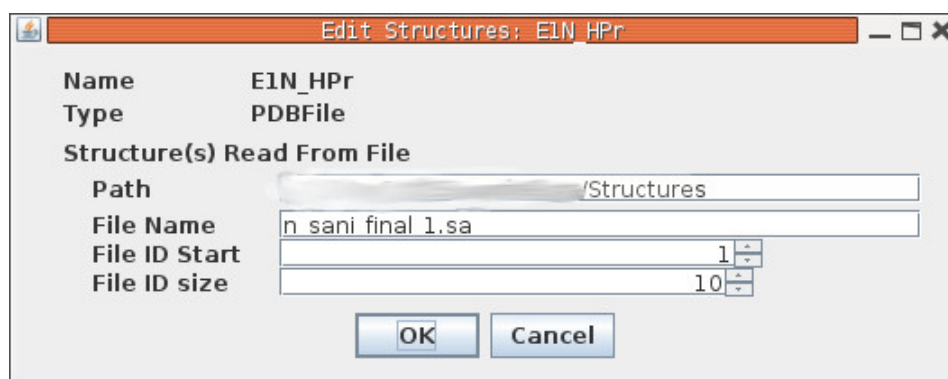 Edit Structures: E1N_HPr
Name E1N_HPr
Type PDBFile
Structure(s) Read From File
Path /Structures
File Name n_sani_final_1.sa
File ID Start 1
File ID size 10
OK Cancel